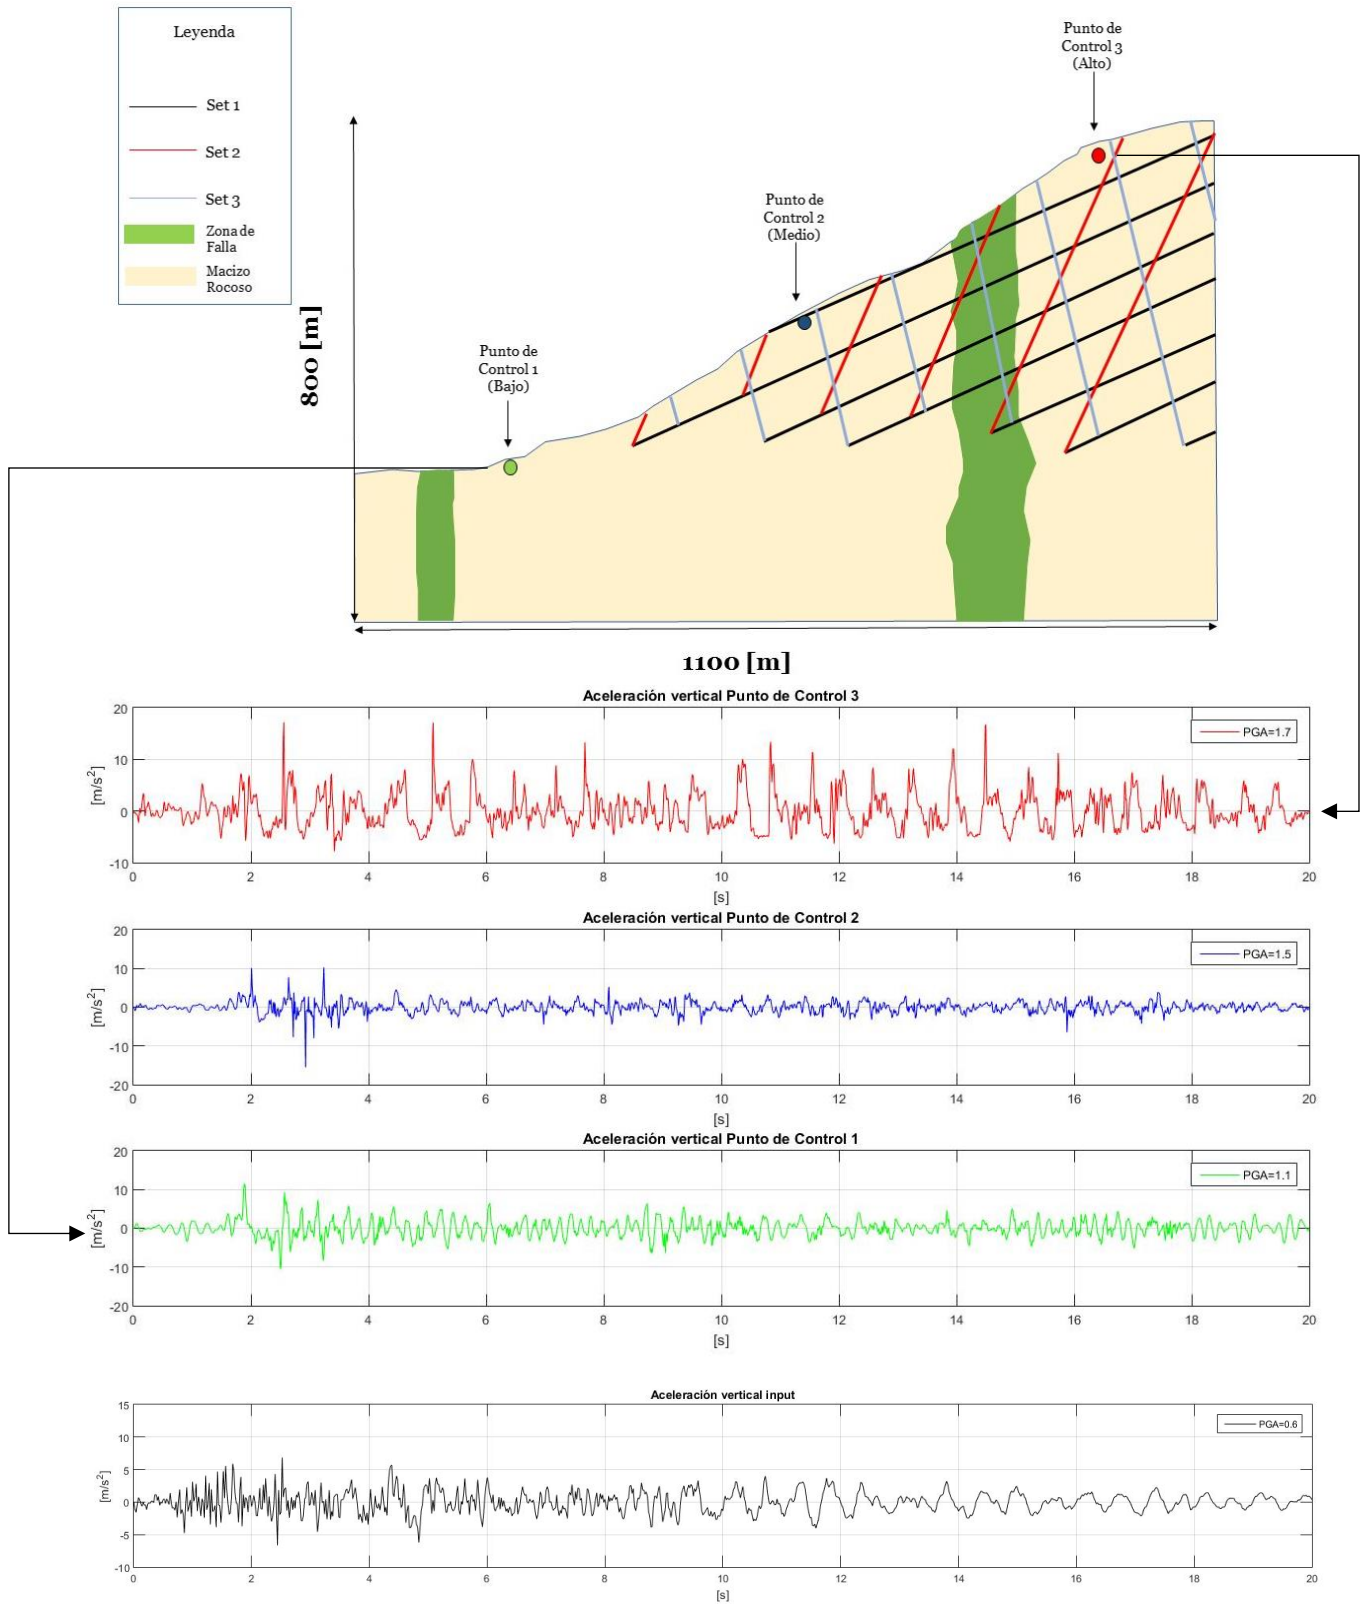 Leyenda
Set 1
Set 2
Set 3
Zona de
Falla
Macizo
Rocoso
Punto de
Control 3
(Alto)
Punto de
Control 2
(Medio)
Punto de
Control 1
(Bajo)
800 [m]
1100 [m]
Aceleración vertical Punto de Control 3
PGA=1.7
20
10
0
-10
[m/s²]
0 2 4 6 8 10 12 14 16 18 20
[s]
Aceleración vertical Punto de Control 2
PGA=1.5
20
10
0
-10
-20
[m/s²]
0 2 4 6 8 10 12 14 16 18 20
[s]
Aceleración vertical Punto de Control 1
PGA=1.1
20
10
0
-10
-20
[m/s²]
0 2 4 6 8 10 12 14 16 18 20
[s]
Aceleración vertical input
PGA=0.6
15
10
5
0
-5
-10
[m/s²]
0 2 4 6 8 10 12 14 16 18 20
[s]